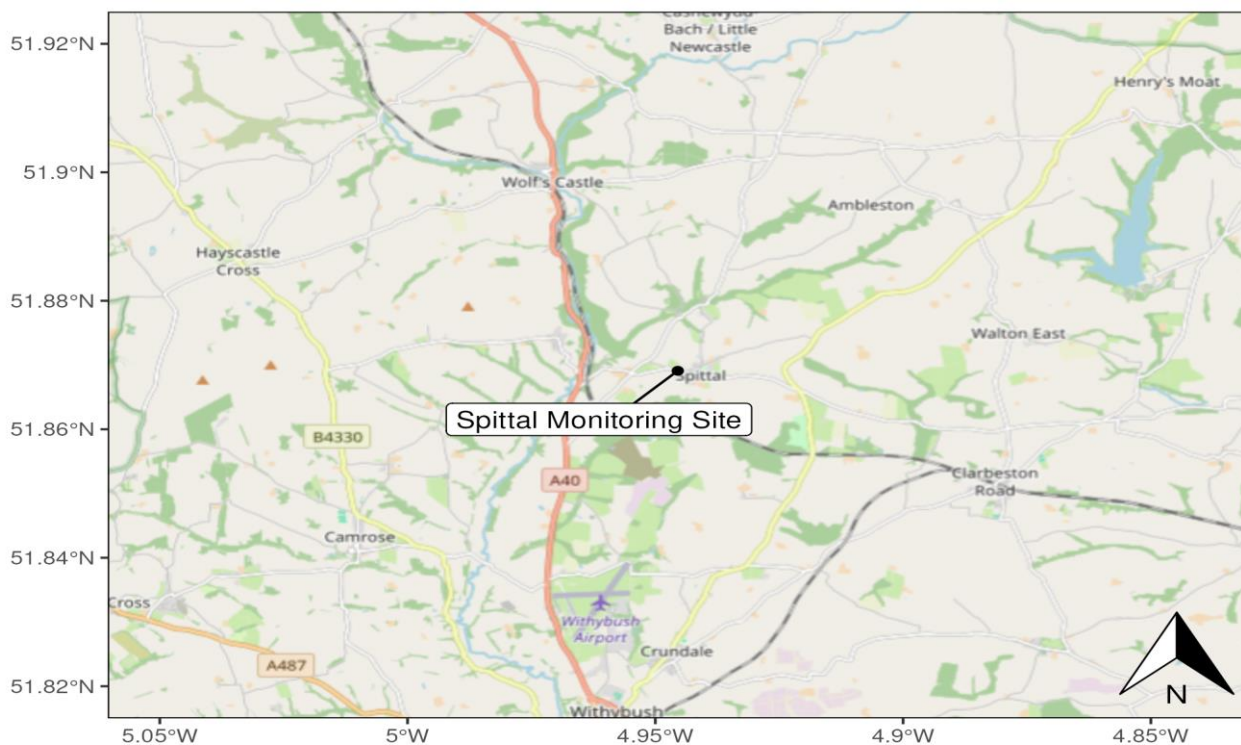 51.92°N
Bach / Little
Newcastle
Henry's Moat
51.9°N
Wolf's Castle
Ambleston
Hayscastle
Cross
51.88°N
Walton East
Spittal
Spittal Monitoring Site
51.86°N
B4330
A40
Clarbeston
Road
Camrose
51.84°N
Cross
Withybush
Airport
A487
Crundale
51.82°N
Withybush
N
5.05°W
5°W
4.95°W
4.9°W
4.85°W